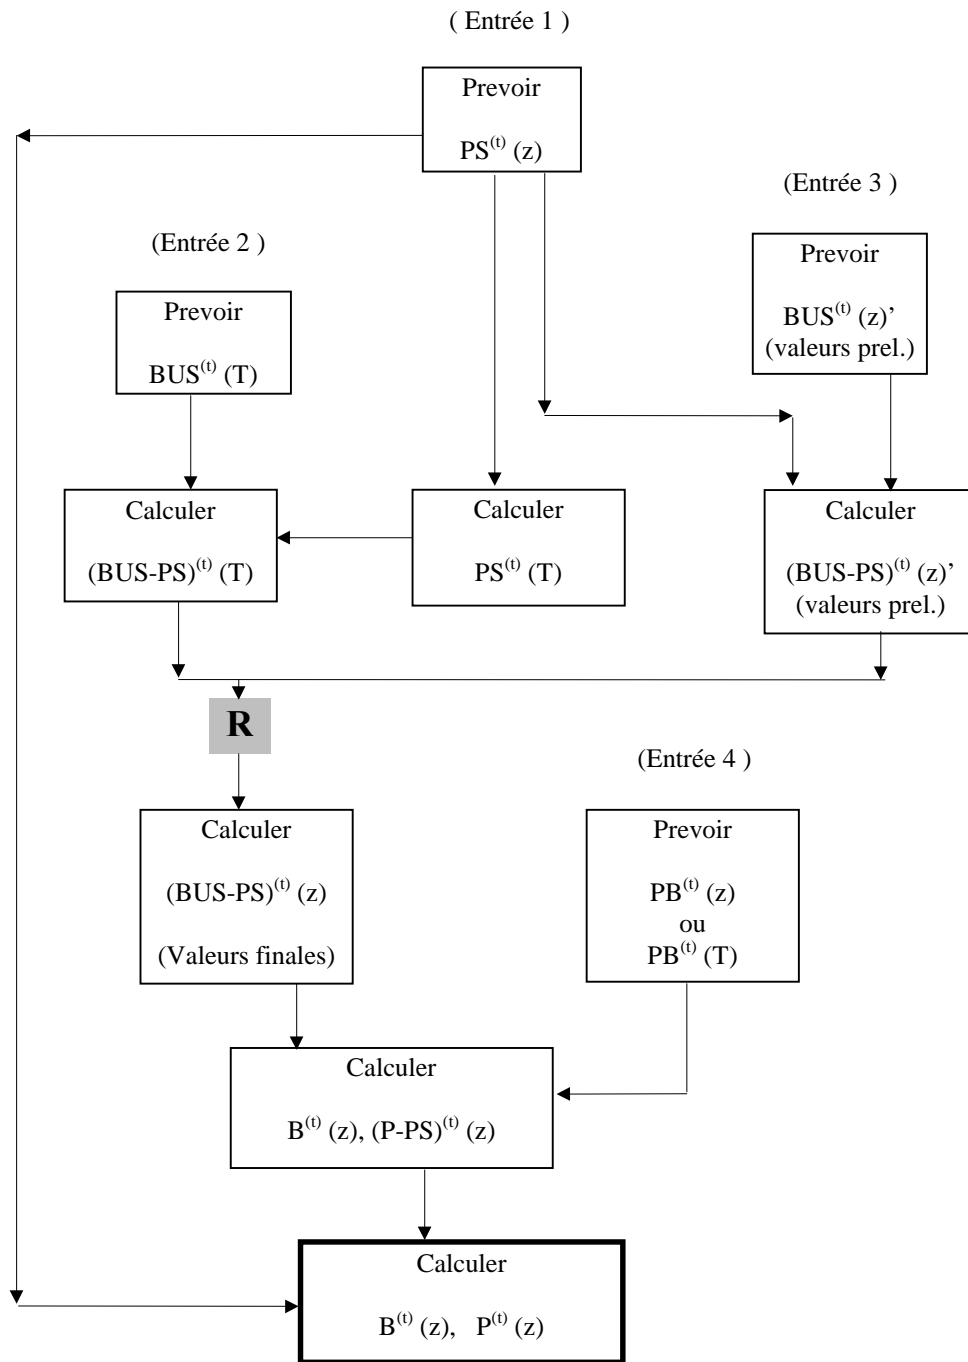 ( Entrée 1 )
Prevoir
PS(t) (z)
(Entrée 3 )
(Entrée 2 )
Prevoir
BUS(t) (z)’
(valeurs prel.)
Prevoir
BUS(t) (T)
Calculer
(BUS-PS)(t) (T)
Calculer
PS(t) (T)
Calculer
(BUS-PS)(t) (z)’
(valeurs prel.)
R
(Entrée 4 )
Calculer
(BUS-PS)(t) (z)
(Valeurs finales)
Prevoir
PB(t) (z)
ou
PB(t) (T)
Calculer
B(t) (z), (P-PS)(t) (z)
Calculer
B(t) (z), P(t) (z)